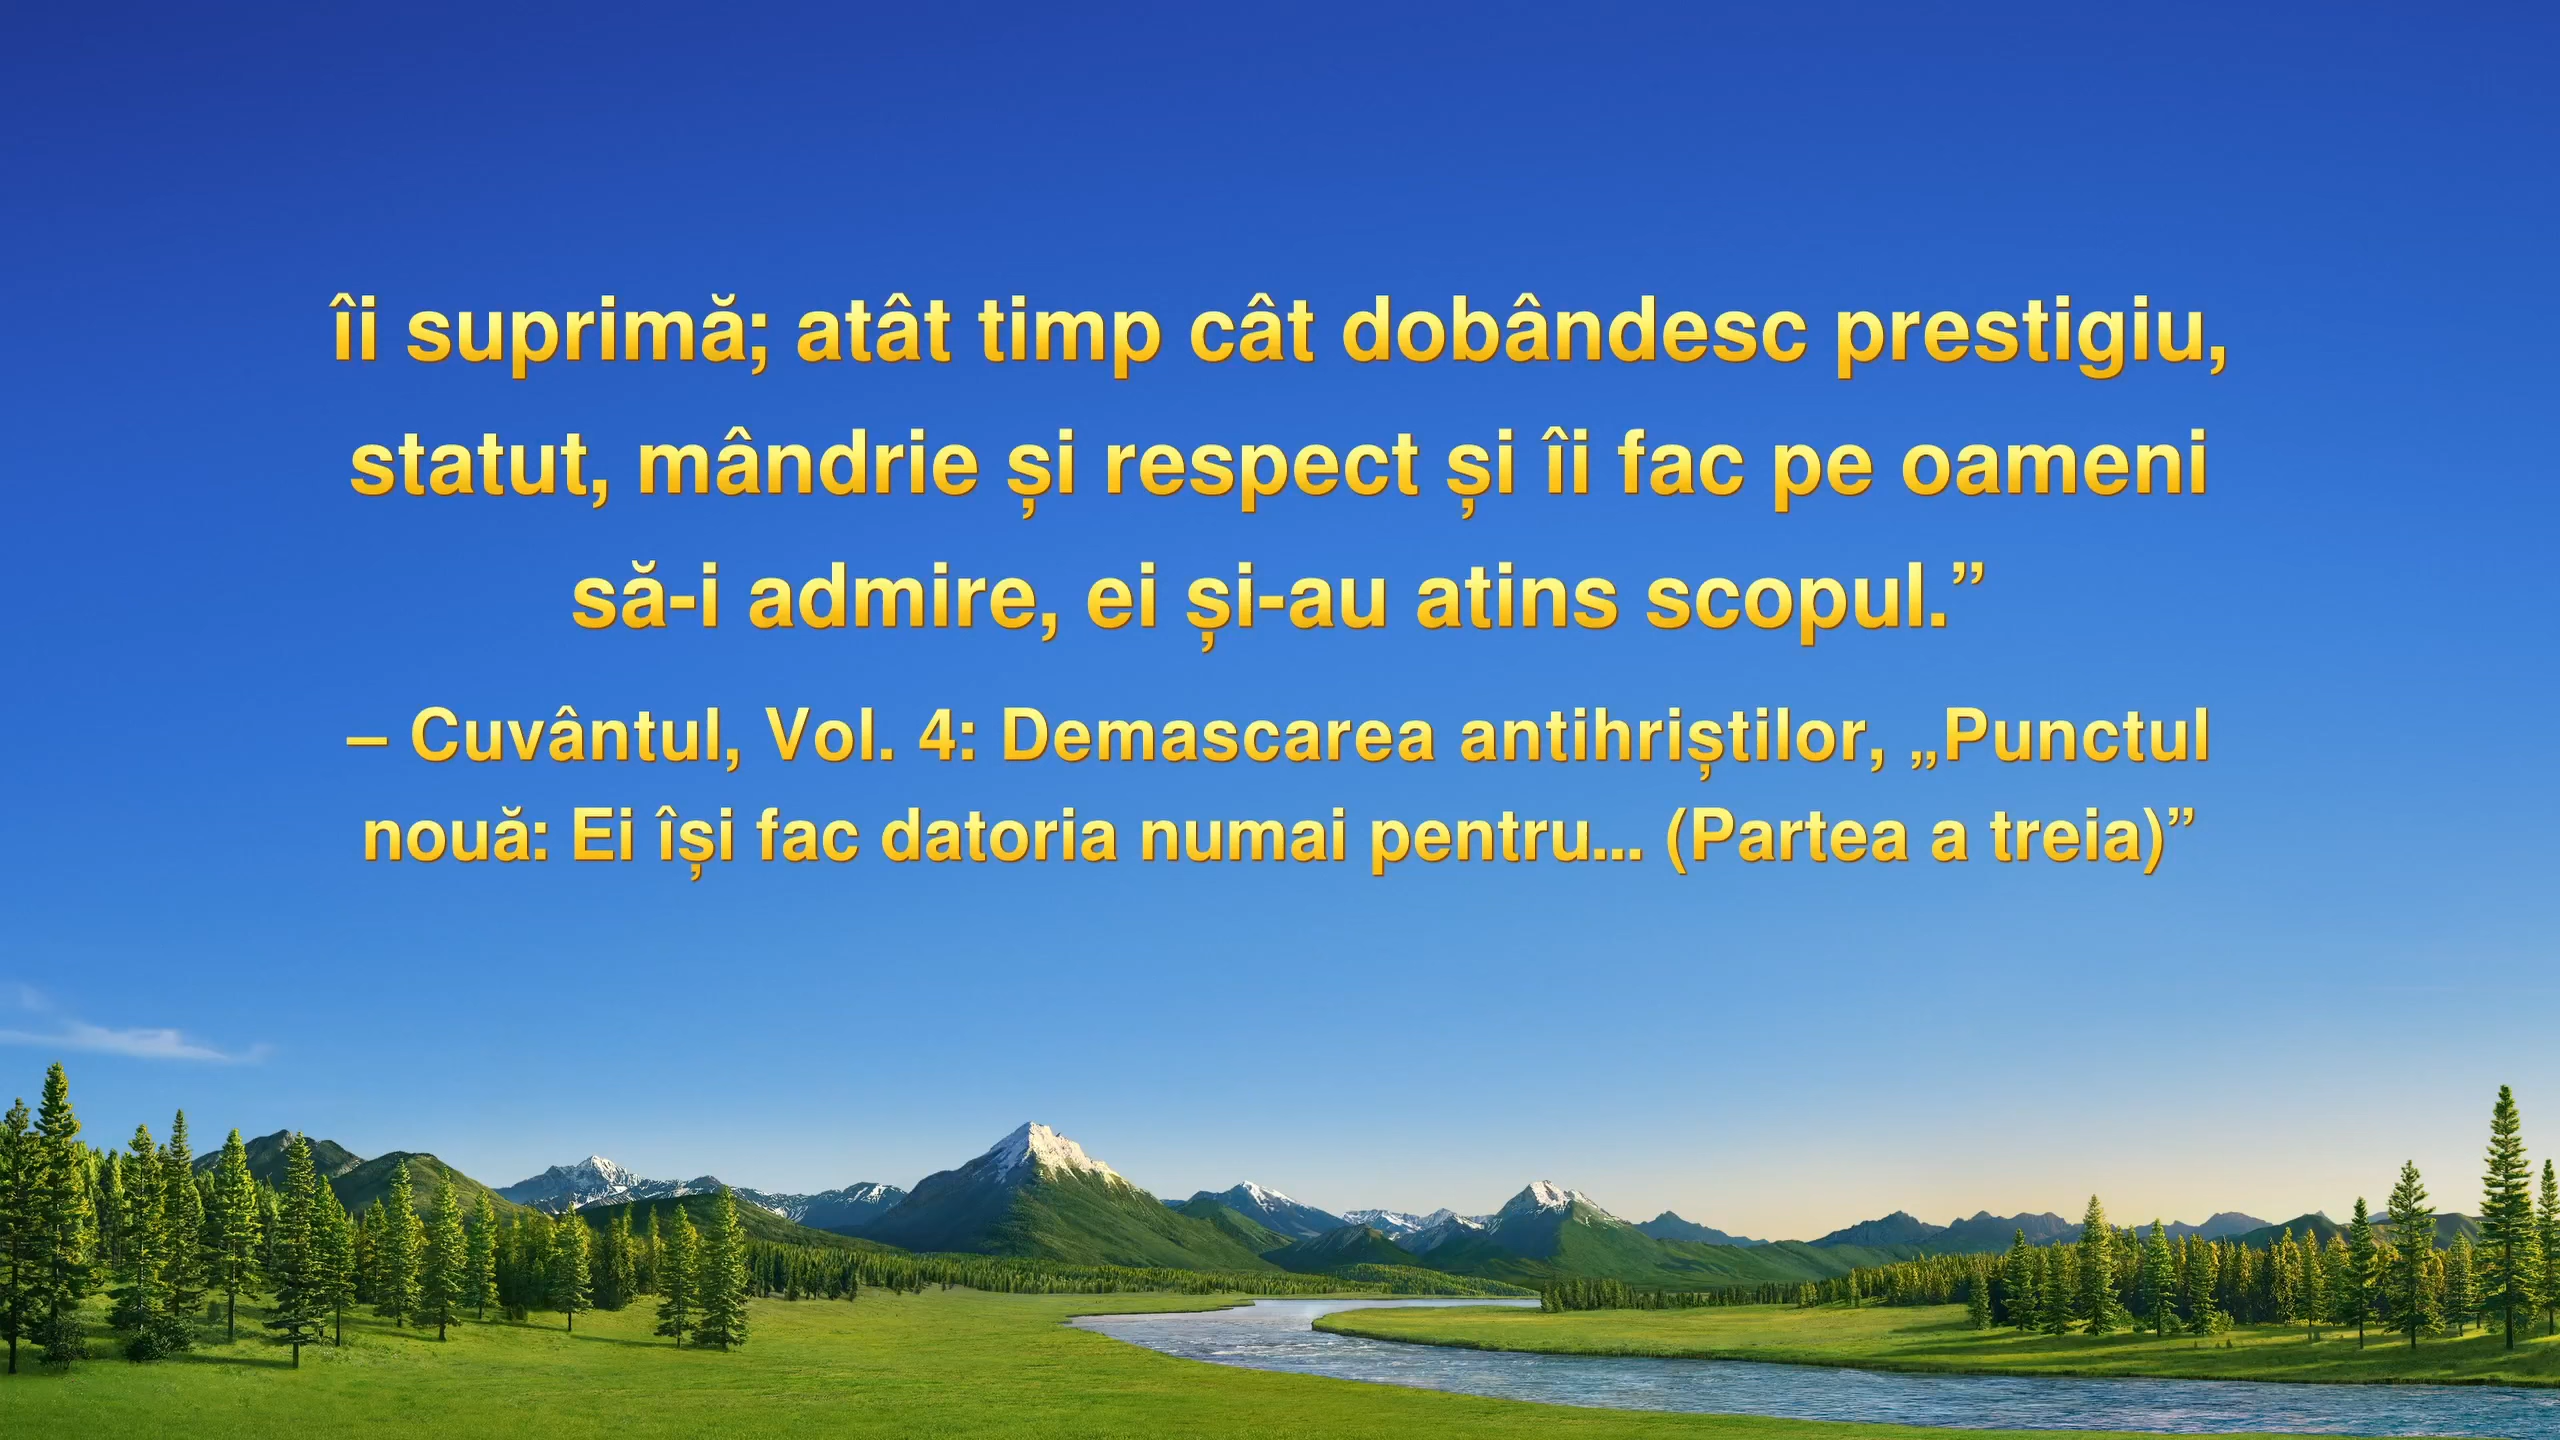 îi suprimă; atât timp cât dobândesc prestigiu,
statut, mândrie și respect și îi fac pe oameni
să-i admire, ei și-au atins scopul.”
– Cuvântul, Vol. 4: Demascarea antihriștilor, „Punctul
nouă: Ei își fac datoria numai pentru... (Partea a treia)”